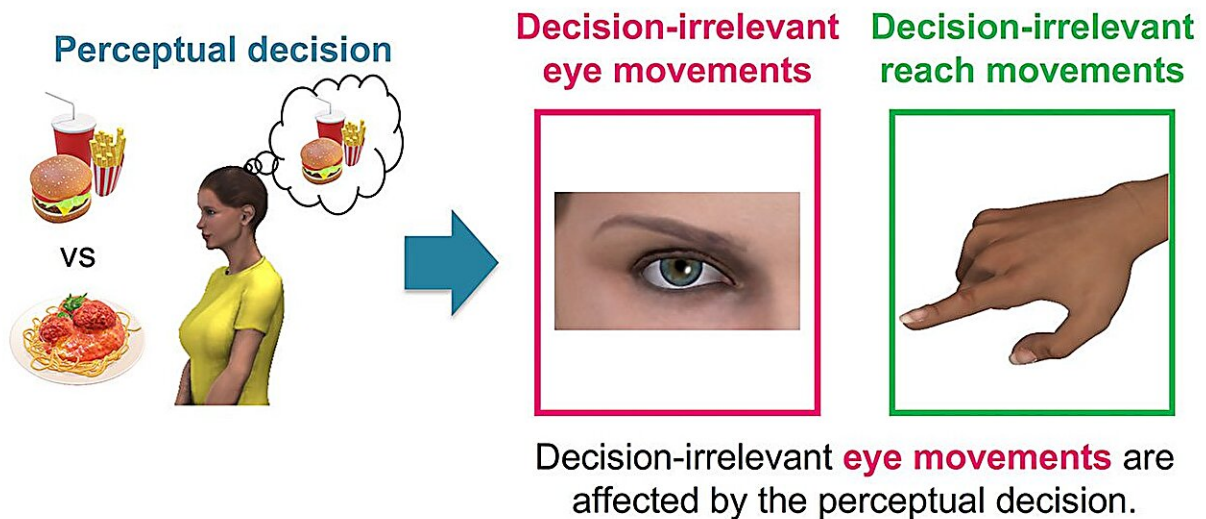 Perceptual decision
VS
Decision-irrelevant
eye movements
Decision-irrelevant
reach movements
Decision-irrelevant eye movements are
affected by the perceptual decision.